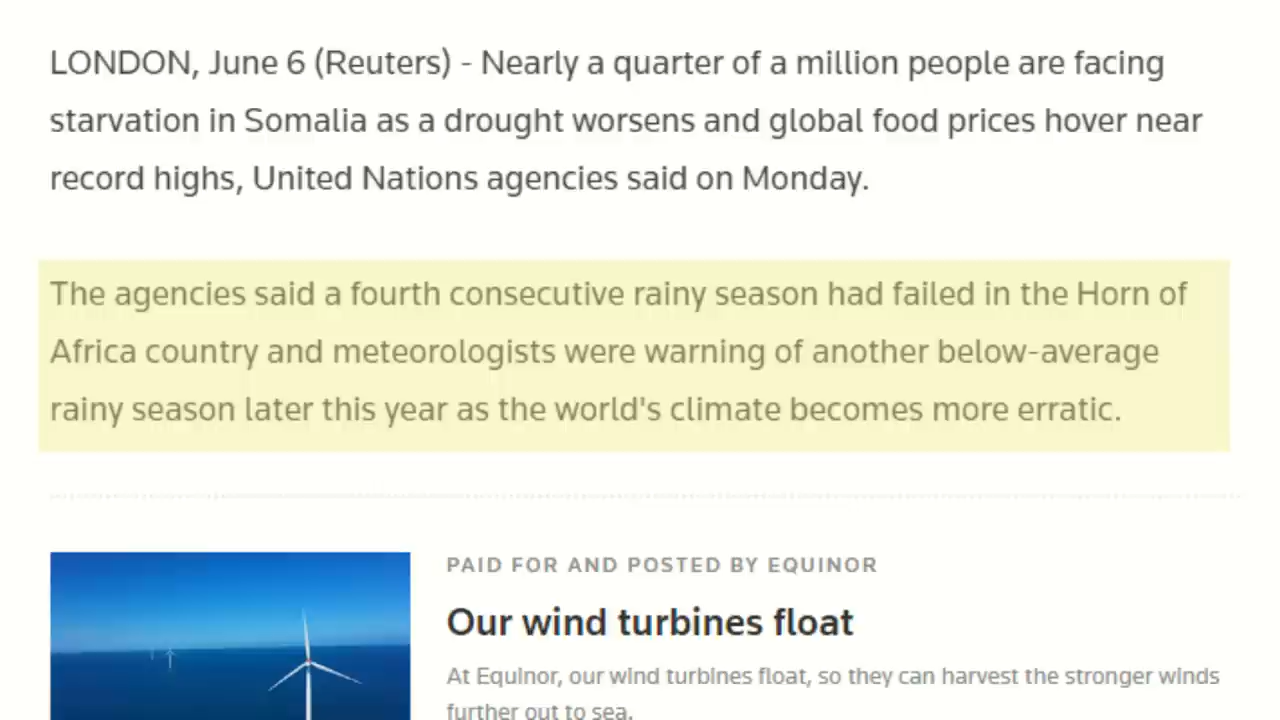 LONDON, June 6 (Reuters) - Nearly a quarter of a million people are facing
starvation in Somalia as a drought worsens and global food prices hover near
record highs, United Nations agencies said on Monday.
The agencies said a fourth consecutive rainy season had failed in the Horn of
Africa country and meteorologists were warning of another below-average
rainy season later this year as the world's climate becomes more erratic.
PAID FOR AND POSTED BY EQUINOR
Our wind turbines float
At Equinor, our wind turbines float, so they can harvest the stronger winds
further out to sea.